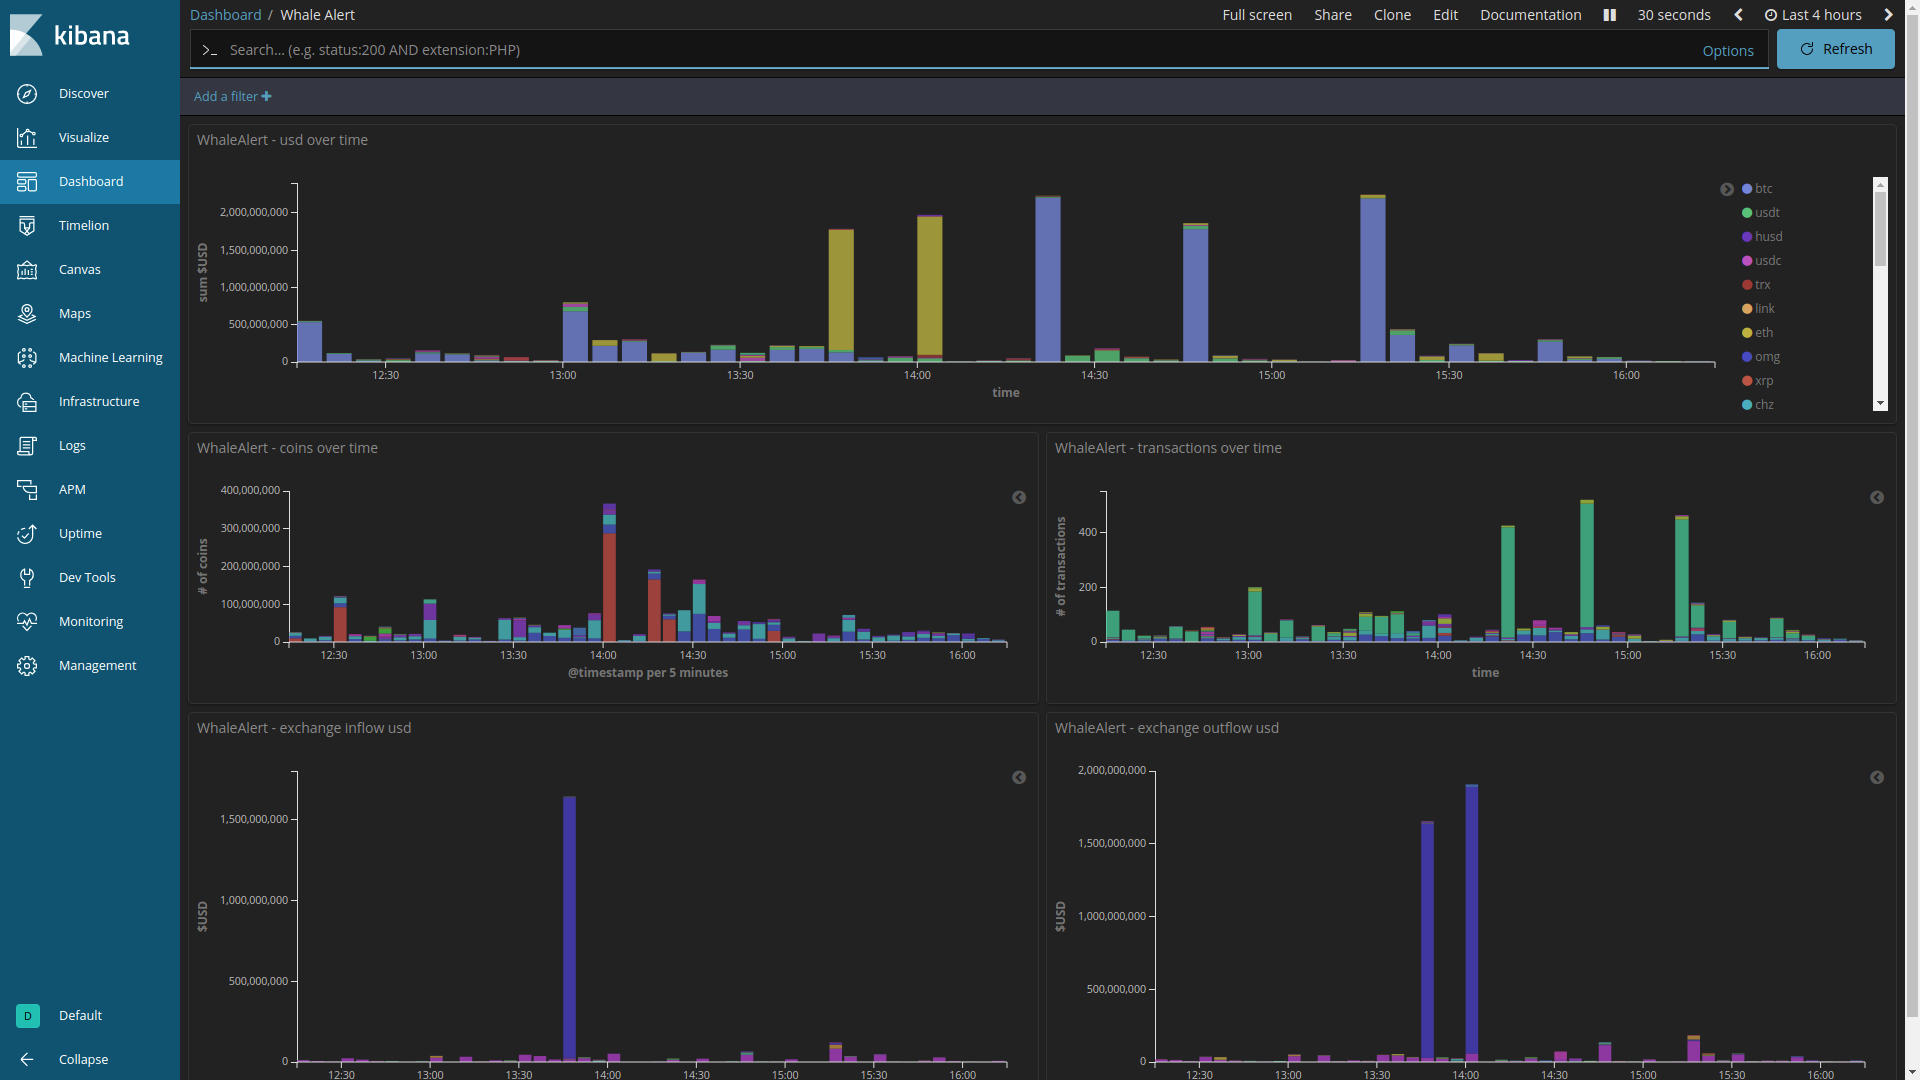 kibana
Discover
Visualize
Dashboard
Timelion
Canvas
Maps
Machine Learning
Infrastructure
Logs
APM
Uptime
Dev Tools
Monitoring
Management
D Default
Collapse
Dashboard / Whale Alert
Full screen Share Clone Edit Documentation 30 seconds Last 4 hours
>_ Search... (e.g. status:200 AND extension:PHP) Options Refresh
Add a filter
WhaleAlert - usd over time
sum $USD
2,000,000,000
1,500,000,000
1,000,000,000
500,000,000
0
12:30 13:00 13:30 14:00 14:30 15:00 15:30 16:00
time
btc
usdt
husd
usdc
trx
link
eth
omg
xrp
chz
WhaleAlert - coins over time
# of coins
400,000,000
300,000,000
200,000,000
100,000,000
0
12:30 13:00 13:30 14:00 14:30 15:00 15:30 16:00
@timestamp per 5 minutes
WhaleAlert - transactions over time
# of transactions
400
200
0
12:30 13:00 13:30 14:00 14:30 15:00 15:30 16:00
time
WhaleAlert - exchange inflow usd
$USD
1,500,000,000
1,000,000,000
500,000,000
0
12:30 13:00 13:30 14:00 14:30 15:00 15:30 16:00
WhaleAlert - exchange outflow usd
$USD
2,000,000,000
1,500,000,000
1,000,000,000
500,000,000
0
12:30 13:00 13:30 14:00 14:30 15:00 15:30 16:00